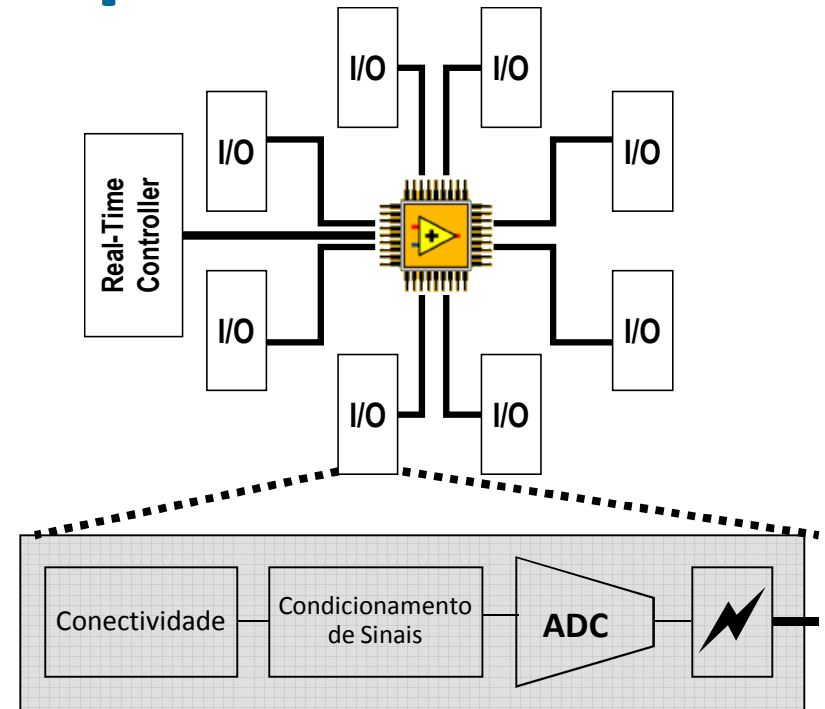 I/O
I/O
I/O
I/O
Real-Time
Controller
I/O
I/O
I/O
I/O
Conectividade
Condicionamento
de Sinais
ADC